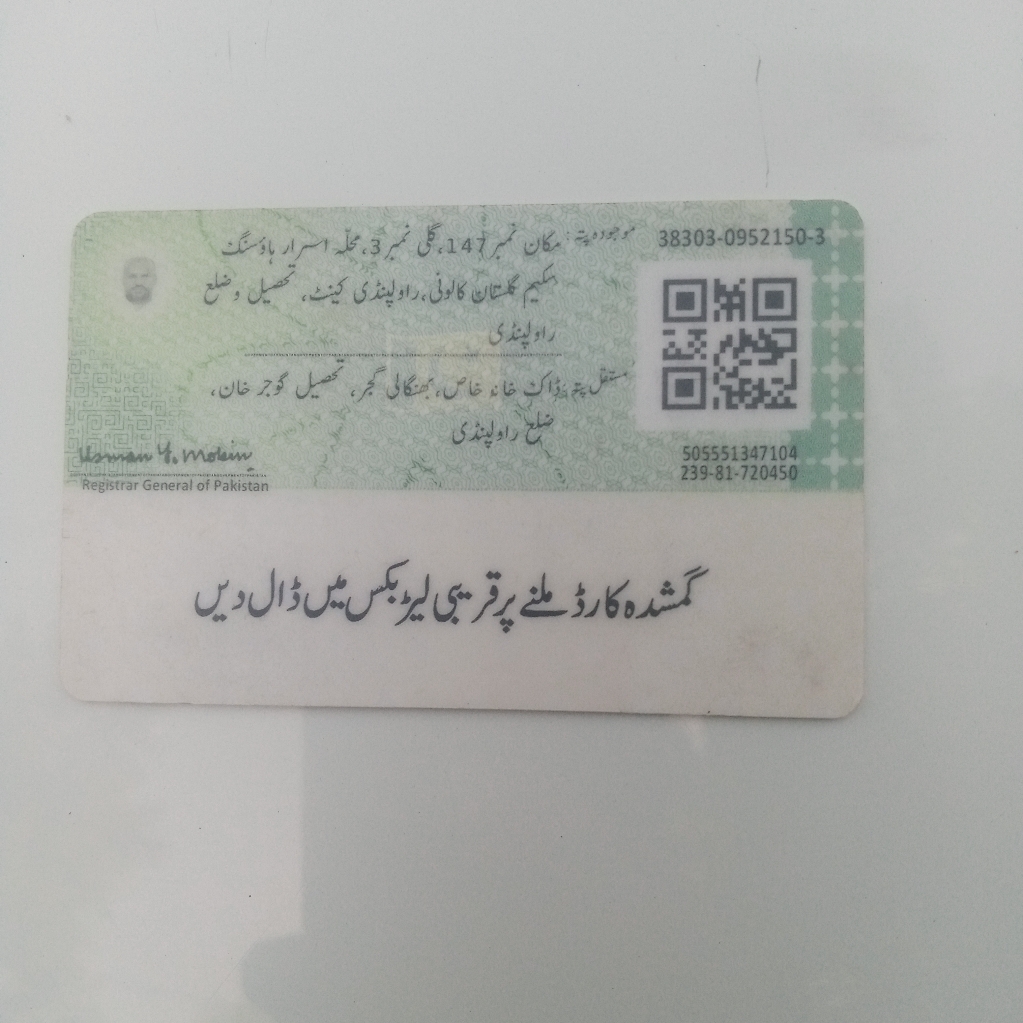 موجودہ پتہ: مکان نمبر 147، گلی نمبر 3، محلہ اسرار ہاؤسنگ
سکیم گلستان کالونی، راولپنڈی کینٹ، تحصیل و ضلع
راولپنڈی
38303-0952150-3
مستقل پتہ: ڈاک خانہ خاص، بھنگالی گجر، تحصیل گوجر خان،
ضلع راولپنڈی
Usman Y. Mobin
Registrar General of Pakistan
505551347104
239-81-720450
گمشدہ کارڈ ملنے پر قریبی لیٹر بکس میں ڈال دیں